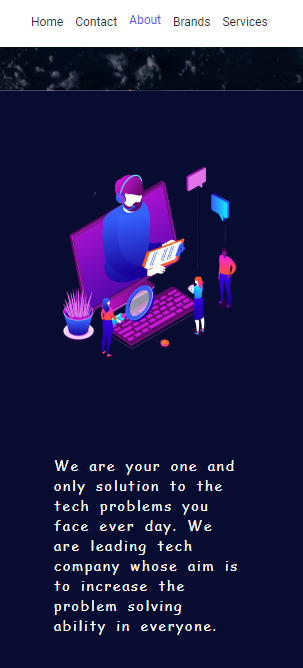 Home Contact About Brands Services
We are your one and
only solution to the
tech problems you
face ever day. We
are leading tech
company whose aim is
to increase the
problem solving
ability in everyone.